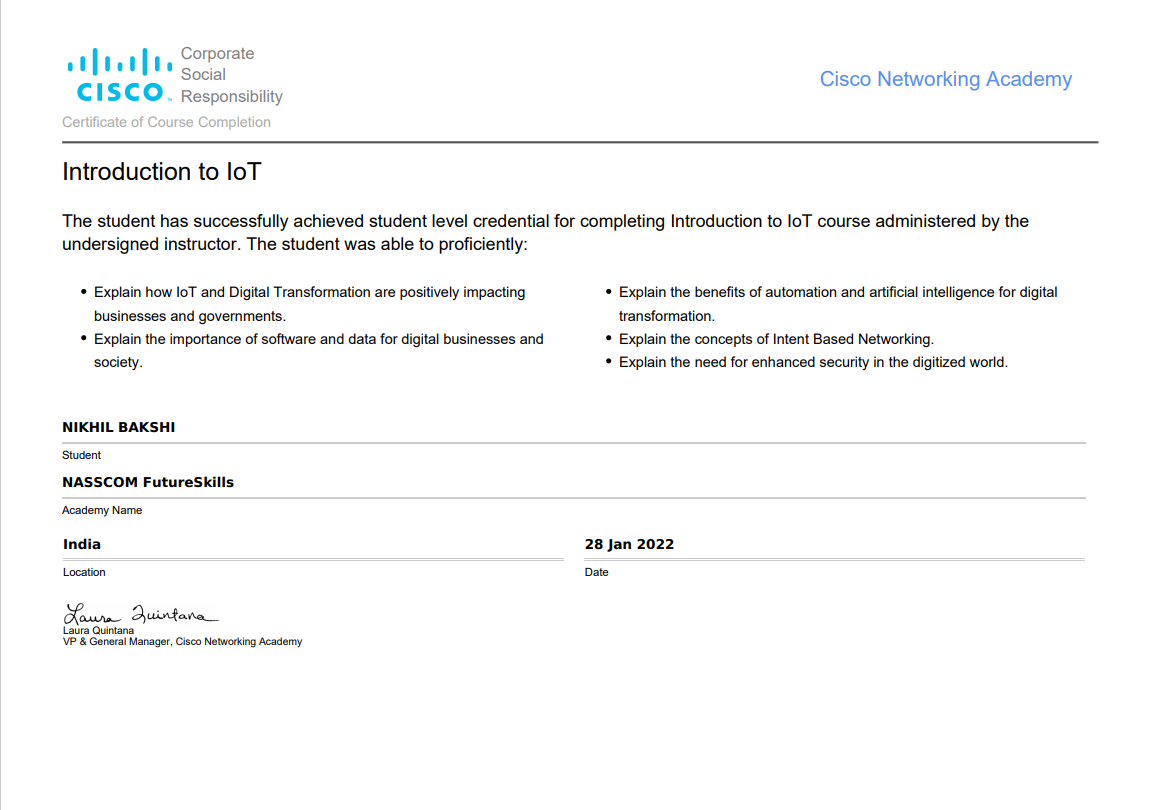 Corporate
Social
CISCO™ Responsibility
Cisco Networking Academy
Certificate of Course Completion
Introduction to IoT
The student has successfully achieved student level credential for completing Introduction to IoT course administered by the
undersigned instructor. The student was able to proficiently:
• Explain how IoT and Digital Transformation are positively impacting
businesses and governments.
• Explain the importance of software and data for digital businesses and
society.
• Explain the benefits of automation and artificial intelligence for digital
transformation.
• Explain the concepts of Intent Based Networking.
• Explain the need for enhanced security in the digitized world.
NIKHIL BAKSHI
Student
NASSCOM FutureSkills
Academy Name
India
Location
28 Jan 2022
Date
Laura Quintana
Laura Quintana
VP & General Manager, Cisco Networking Academy